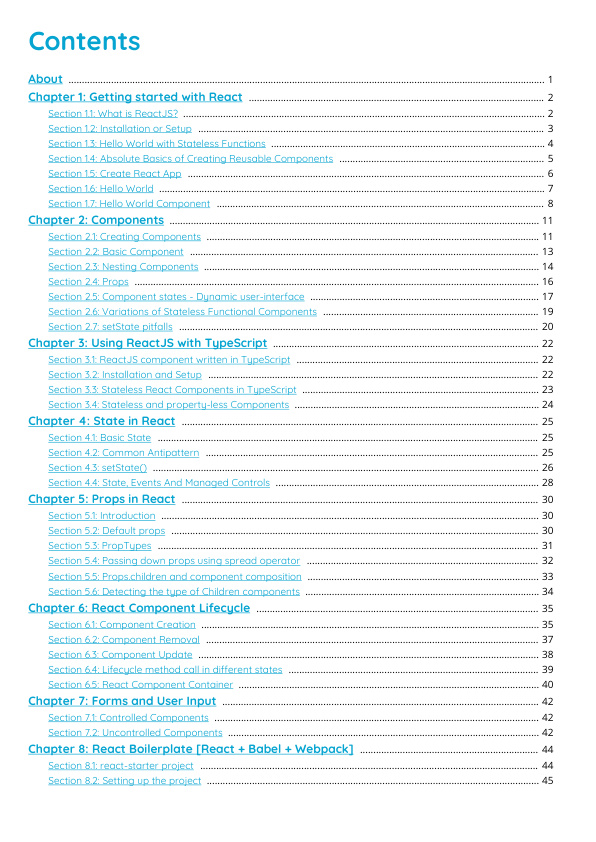 Contents
About ........ 1
Chapter 1: Getting started with React ........ 2
Section 1.1: What is ReactJS? ........ 2
Section 1.2: Installation or Setup ........ 3
Section 1.3: Hello World with Stateless Functions ........ 4
Section 1.4: Absolute Basics of Creating Reusable Components ........ 5
Section 1.5: Create React App ........ 6
Section 1.6: Hello World ........ 7
Section 1.7: Hello World Component ........ 8
Chapter 2: Components ........ 11
Section 2.1: Creating Components ........ 11
Section 2.2: Basic Component ........ 13
Section 2.3: Nesting Components ........ 14
Section 2.4: Props ........ 16
Section 2.5: Component states - Dynamic user-interface ........ 17
Section 2.6: Variations of Stateless Functional Components ........ 19
Section 2.7: setState pitfalls ........ 20
Chapter 3: Using ReactJS with TypeScript ........ 22
Section 3.1: ReactJS component written in TypeScript ........ 22
Section 3.2: Installation and Setup ........ 22
Section 3.3: Stateless React Components in TypeScript ........ 23
Section 3.4: Stateless and property-less Components ........ 24
Chapter 4: State in React ........ 25
Section 4.1: Basic State ........ 25
Section 4.2: Common Antipattern ........ 25
Section 4.3: setState() ........ 26
Section 4.4: State, Events And Managed Controls ........ 28
Chapter 5: Props in React ........ 30
Section 5.1: Introduction ........ 30
Section 5.2: Default props ........ 30
Section 5.3: PropTypes ........ 31
Section 5.4: Passing down props using spread operator ........ 32
Section 5.5: Props.children and component composition ........ 33
Section 5.6: Detecting the type of Children components ........ 34
Chapter 6: React Component Lifecycle ........ 35
Section 6.1: Component Creation ........ 35
Section 6.2: Component Removal ........ 37
Section 6.3: Component Update ........ 38
Section 6.4: Lifecycle method call in different states ........ 39
Section 6.5: React Component Container ........ 40
Chapter 7: Forms and User Input ........ 42
Section 7.1: Controlled Components ........ 42
Section 7.2: Uncontrolled Components ........ 42
Chapter 8: React Boilerplate [React + Babel + Webpack] ........ 44
Section 8.1: react-starter project ........ 44
Section 8.2: Setting up the project ........ 45